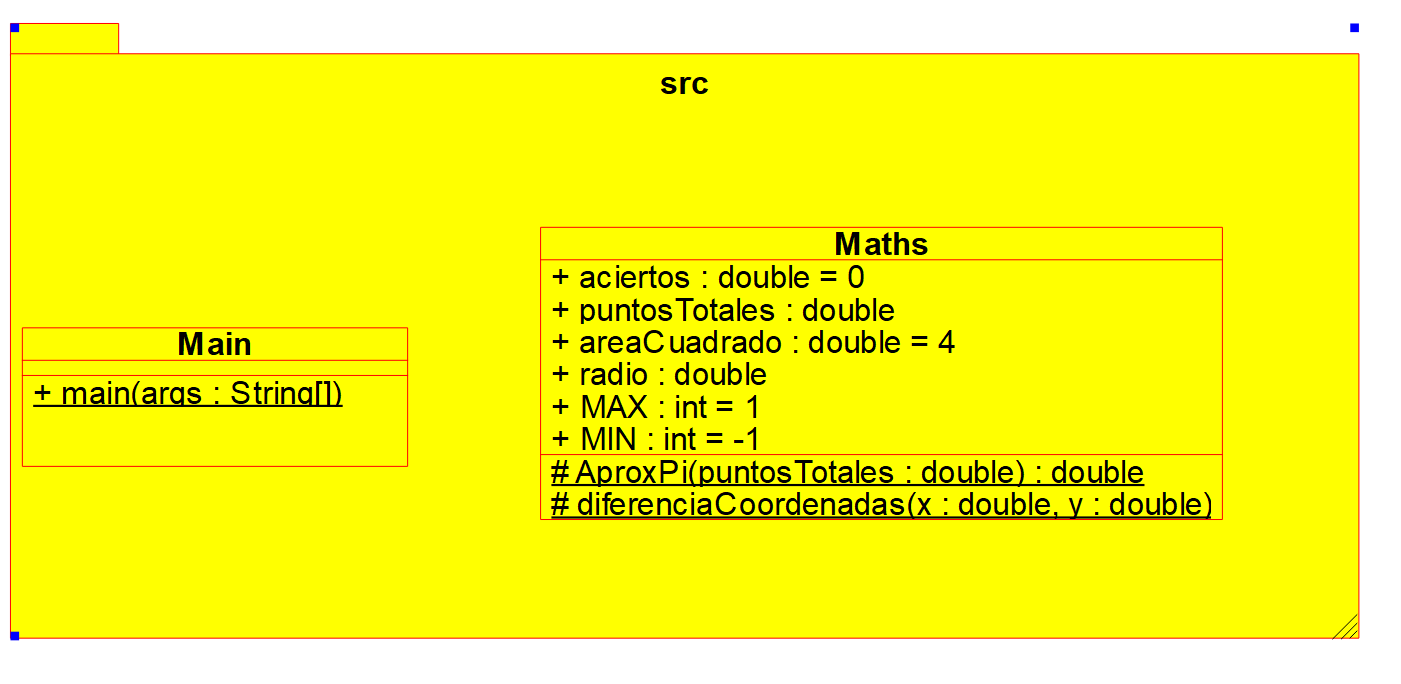 src
Main
+ main(args : String[])
Maths
+ aciertos : double = 0
+ puntosTotales : double
+ areaCuadrado : double = 4
+ radio : double
+ MAX : int = 1
+ MIN : int = -1
# AproxPi(puntosTotales : double) : double
# diferenciaCoordenadas(x : double, y : double)